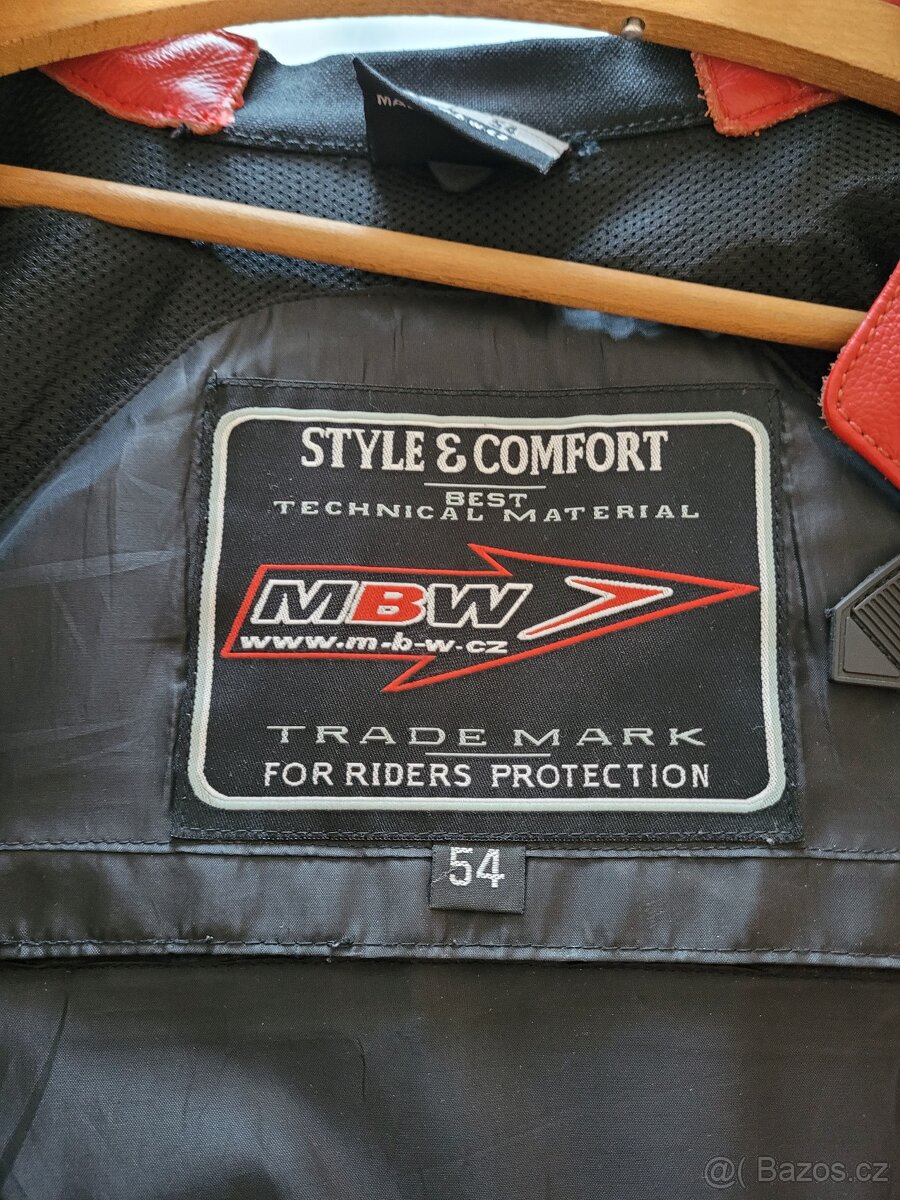 STYLE & COMFORT
BEST
TECHNICAL MATERIAL
MBW
www.m-b-w.cz
TRADE MARK
FOR RIDERS PROTECTION
54
@( Bazos.cz